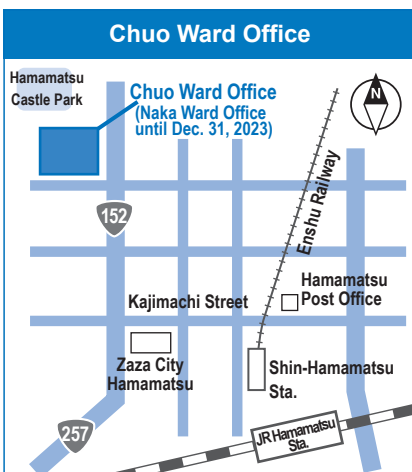 Chuo Ward Office
Hamamatsu
Castle Park
Chuo Ward Office
(Naka Ward Office
until Dec. 31, 2023)
N
Enshu Railway
152
Hamamatsu
Post Office
Kajimachi Street
Zaza City
Hamamatsu
Shin-Hamamatsu
Sta.
257
JR Hamamatsu
Sta.